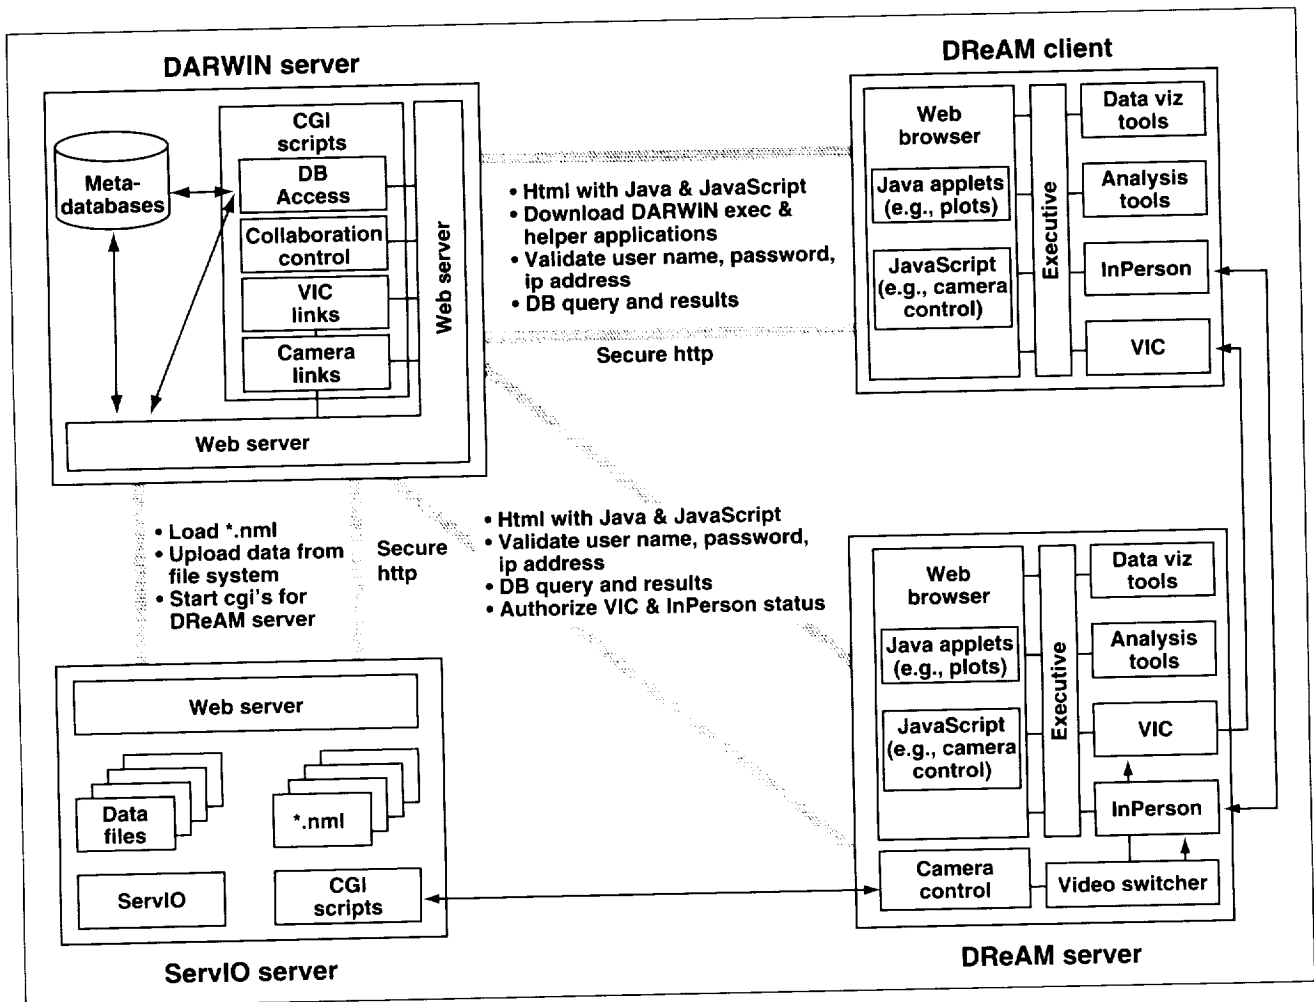 DARWIN server
CGI
scripts
Meta-
databases
DB
Access
Collaboration
control
VIC
links
Camera
links
Web server
Web server
• Html with Java & JavaScript
• Download DARWIN exec &
helper applications
• Validate user name, password,
ip address
• DB query and results
Secure http
DReAM client
Web
browser
Java applets
(e.g., plots)
JavaScript
(e.g., camera
control)
Executive
Data viz
tools
Analysis
tools
InPerson
VIC
• Load *.nml
• Upload data from
file system
• Start cgi's for
DReAM server
Secure
http
• Html with Java & JavaScript
• Validate user name, password,
ip address
• DB query and results
• Authorize VIC & InPerson status
Web server
Data
files
*.nml
ServIO
CGI
scripts
ServIO server
Web
browser
Java applets
(e.g., plots)
JavaScript
(e.g., camera
control)
Executive
Data viz
tools
Analysis
tools
VIC
InPerson
Camera
control
Video switcher
DReAM server